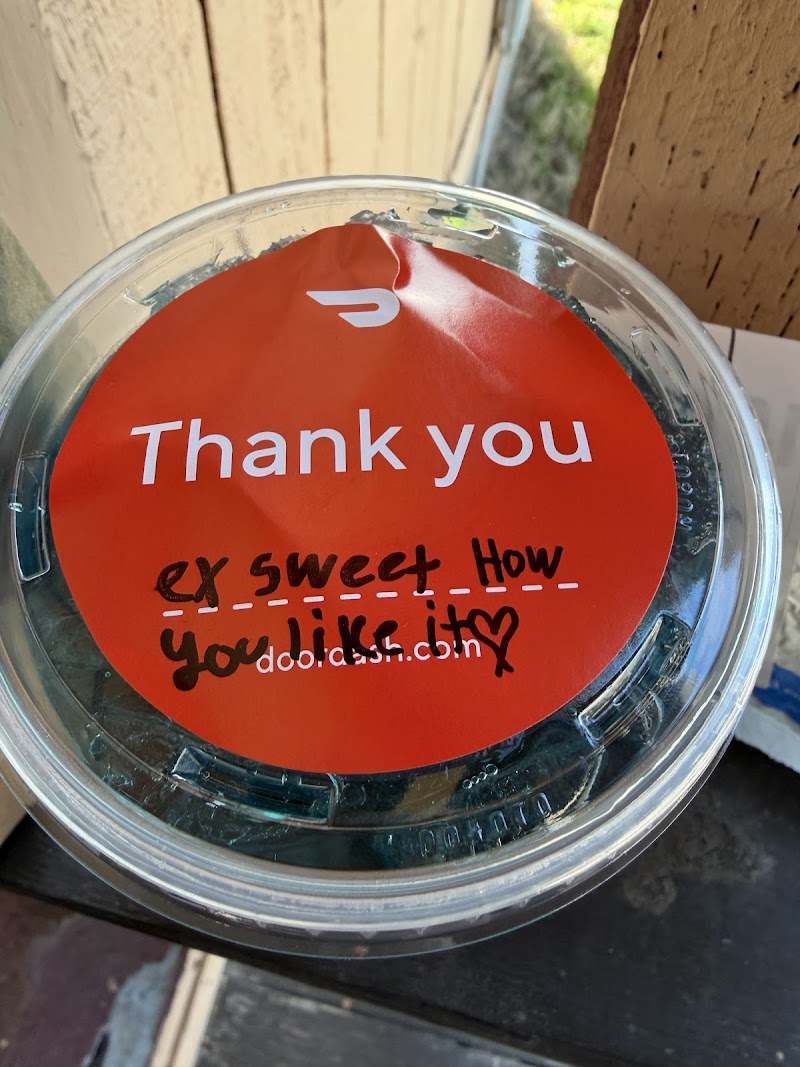 Thank you
ex sweet How
you like it♡
doordash.com